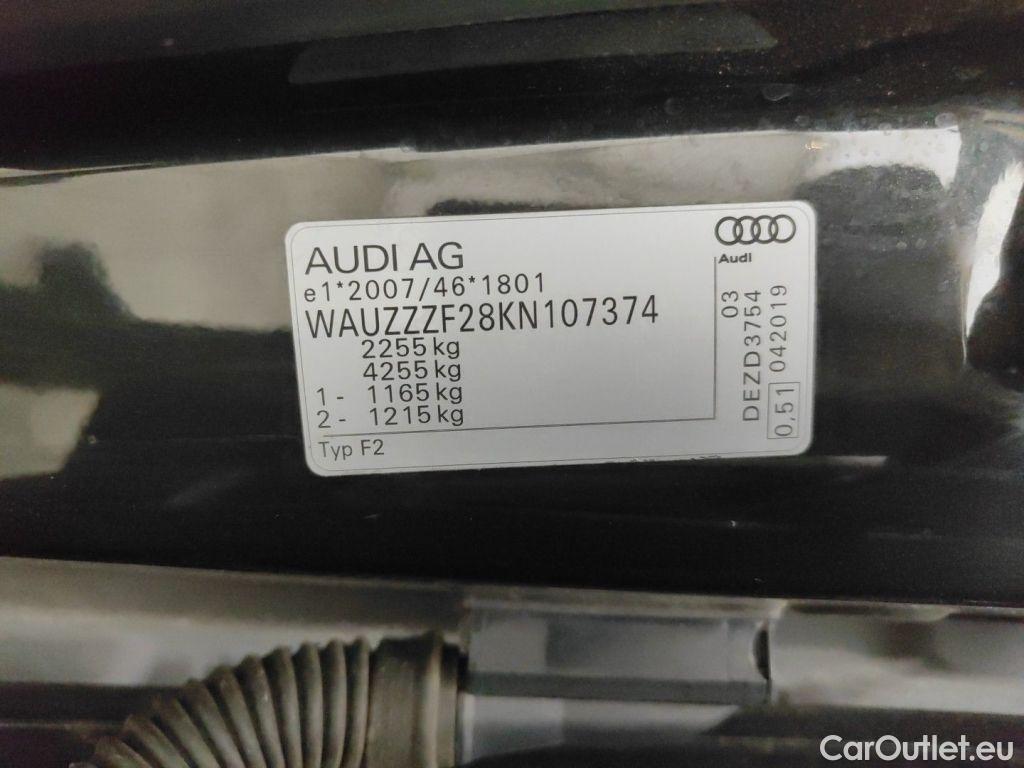 AUDI AG
Audi
e1*2007/46*1801
WAUZZZF28KN107374
2255 kg
4255 kg
1 - 1165 kg
2 - 1215 kg
Typ F2
03
DEZD3754
0,51 042019
CarOutlet.eu